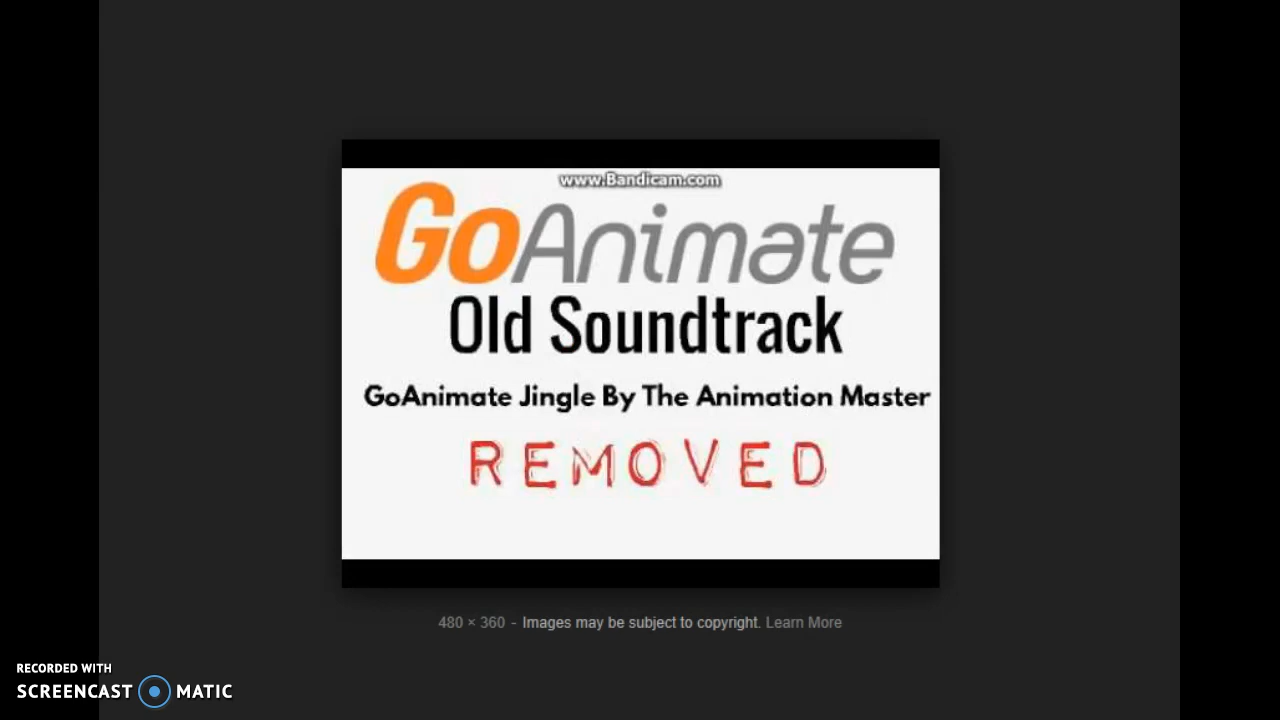 www.Bandicam.com
GoAnimate
Old Soundtrack
GoAnimate Jingle By The Animation Master
REMOVED
480 × 360 - Images may be subject to copyright. Learn More
RECORDED WITH
SCREENCAST MATIC